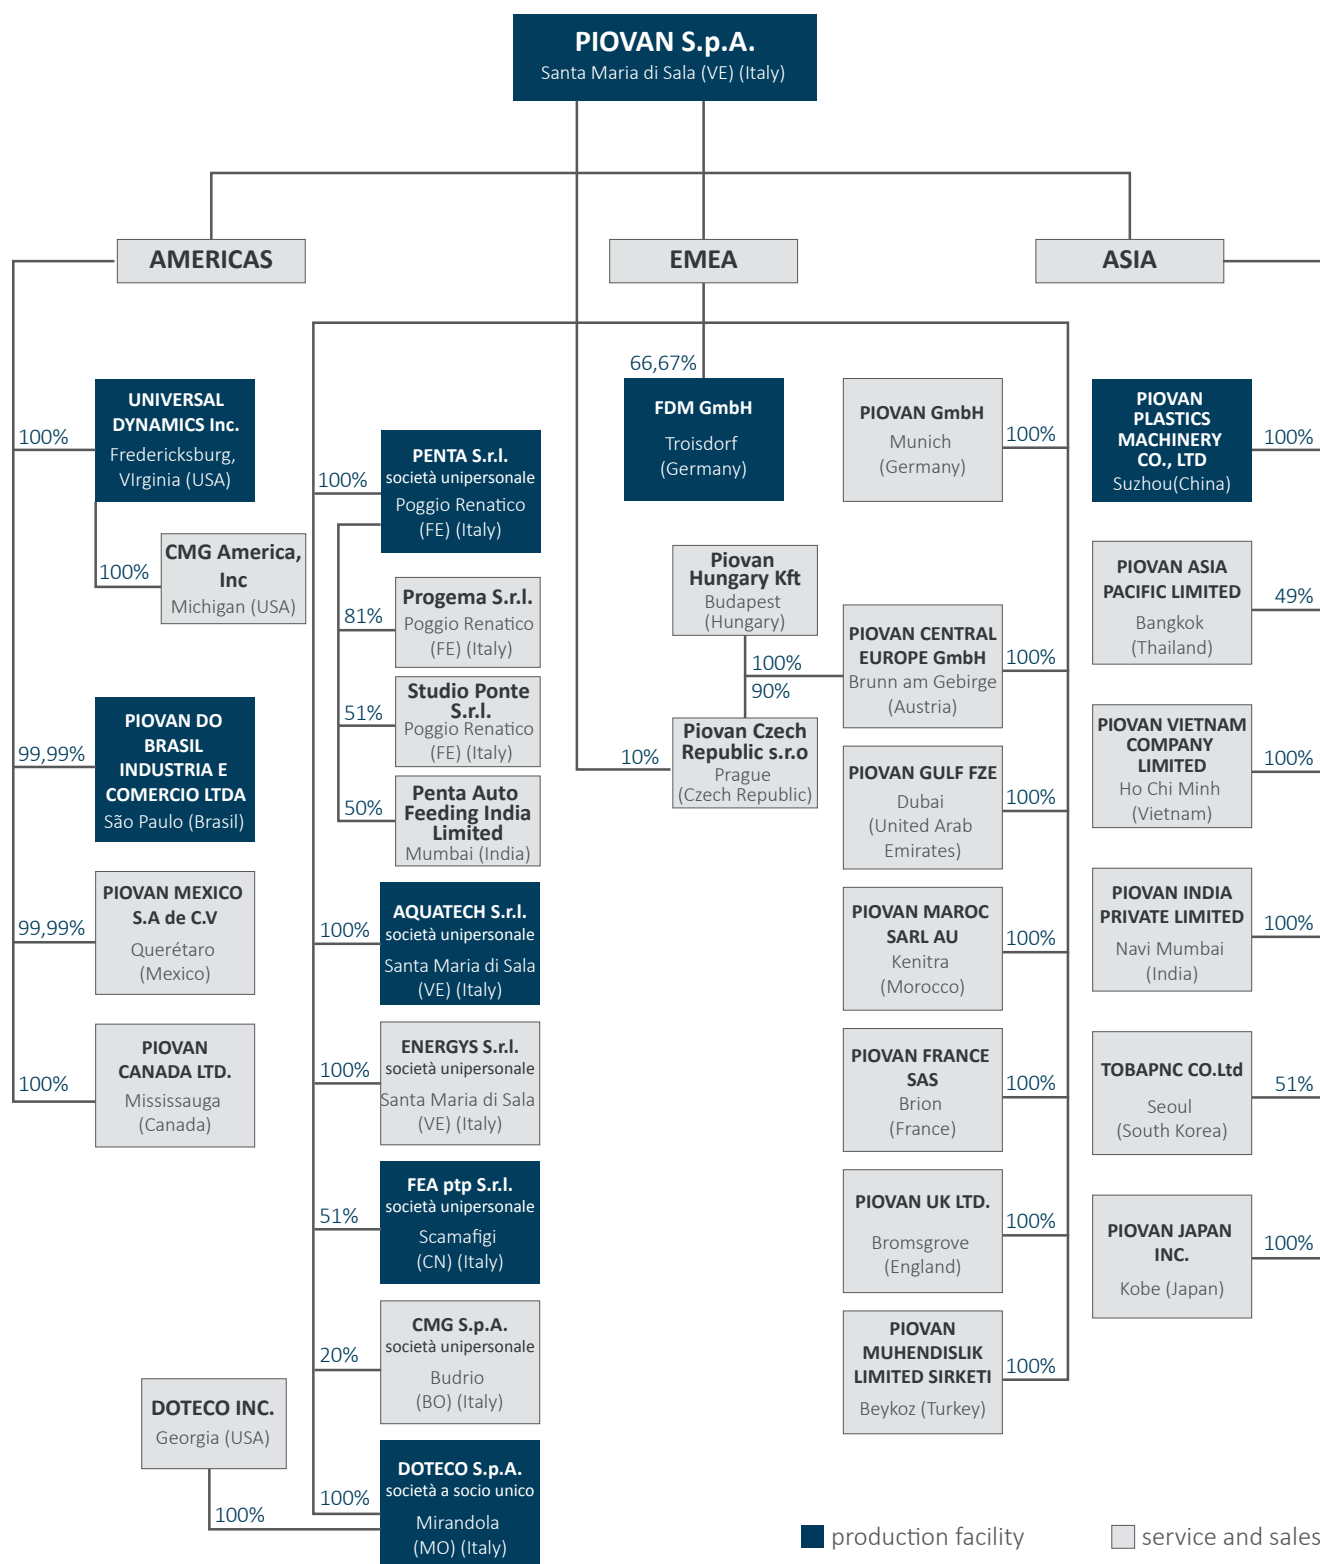 PIOVAN S.p.A.
Santa Maria di Sala (VE) (Italy)
AMERICAS
EMEA
ASIA
100%
UNIVERSAL
DYNAMICS Inc.
Fredericksburg,
VIrginia (USA)
100%
CMG America,
Inc
Michigan (USA)
99,99%
PIOVAN DO
BRASIL
INDUSTRIA E
COMERCIO LTDA
São Paulo (Brasil)
99,99%
PIOVAN MEXICO
S.A de C.V
Querétaro
(Mexico)
100%
PIOVAN
CANADA LTD.
Mississauga
(Canada)
100%
PENTA S.r.l.
società unipersonale
Poggio Renatico
(FE) (Italy)
81%
Progema S.r.l.
Poggio Renatico
(FE) (Italy)
51%
Studio Ponte
S.r.l.
Poggio Renatico
(FE) (Italy)
50%
Penta Auto
Feeding India
Limited
Mumbai (India)
100%
AQUATECH S.r.l.
società unipersonale
Santa Maria di Sala
(VE) (Italy)
100%
ENERGYS S.r.l.
società unipersonale
Santa Maria di Sala
(VE) (Italy)
51%
FEA ptp S.r.l.
società unipersonale
Scamafigi
(CN) (Italy)
20%
CMG S.p.A.
società unipersonale
Budrio
(BO) (Italy)
100%
DOTECO S.p.A.
società a socio unico
Mirandola
(MO) (Italy)
DOTECO INC.
Georgia (USA)
100%
66,67%
FDM GmbH
Troisdorf
(Germany)
Piovan
Hungary Kft
Budapest
(Hungary)
100%
90%
10%
Piovan Czech
Republic s.r.o
Prague
(Czech Republic)
PIOVAN GmbH
Munich
(Germany)
100%
PIOVAN CENTRAL
EUROPE GmbH
Brunn am Gebirge
(Austria)
100%
PIOVAN GULF FZE
Dubai
(United Arab
Emirates)
100%
PIOVAN MAROC
SARL AU
Kenitra
(Morocco)
100%
PIOVAN FRANCE
SAS
Brion
(France)
100%
PIOVAN UK LTD.
Bromsgrove
(England)
100%
PIOVAN
MUHENDISLIK
LIMITED SIRKETI
Beykoz (Turkey)
100%
PIOVAN
PLASTICS
MACHINERY
CO., LTD
Suzhou(China)
100%
PIOVAN ASIA
PACIFIC LIMITED
Bangkok
(Thailand)
49%
PIOVAN VIETNAM
COMPANY
LIMITED
Ho Chi Minh
(Vietnam)
100%
PIOVAN INDIA
PRIVATE LIMITED
Navi Mumbai
(India)
100%
TOBAPNC CO.Ltd
Seoul
(South Korea)
51%
PIOVAN JAPAN
INC.
Kobe (Japan)
100%
production facility
service and sales